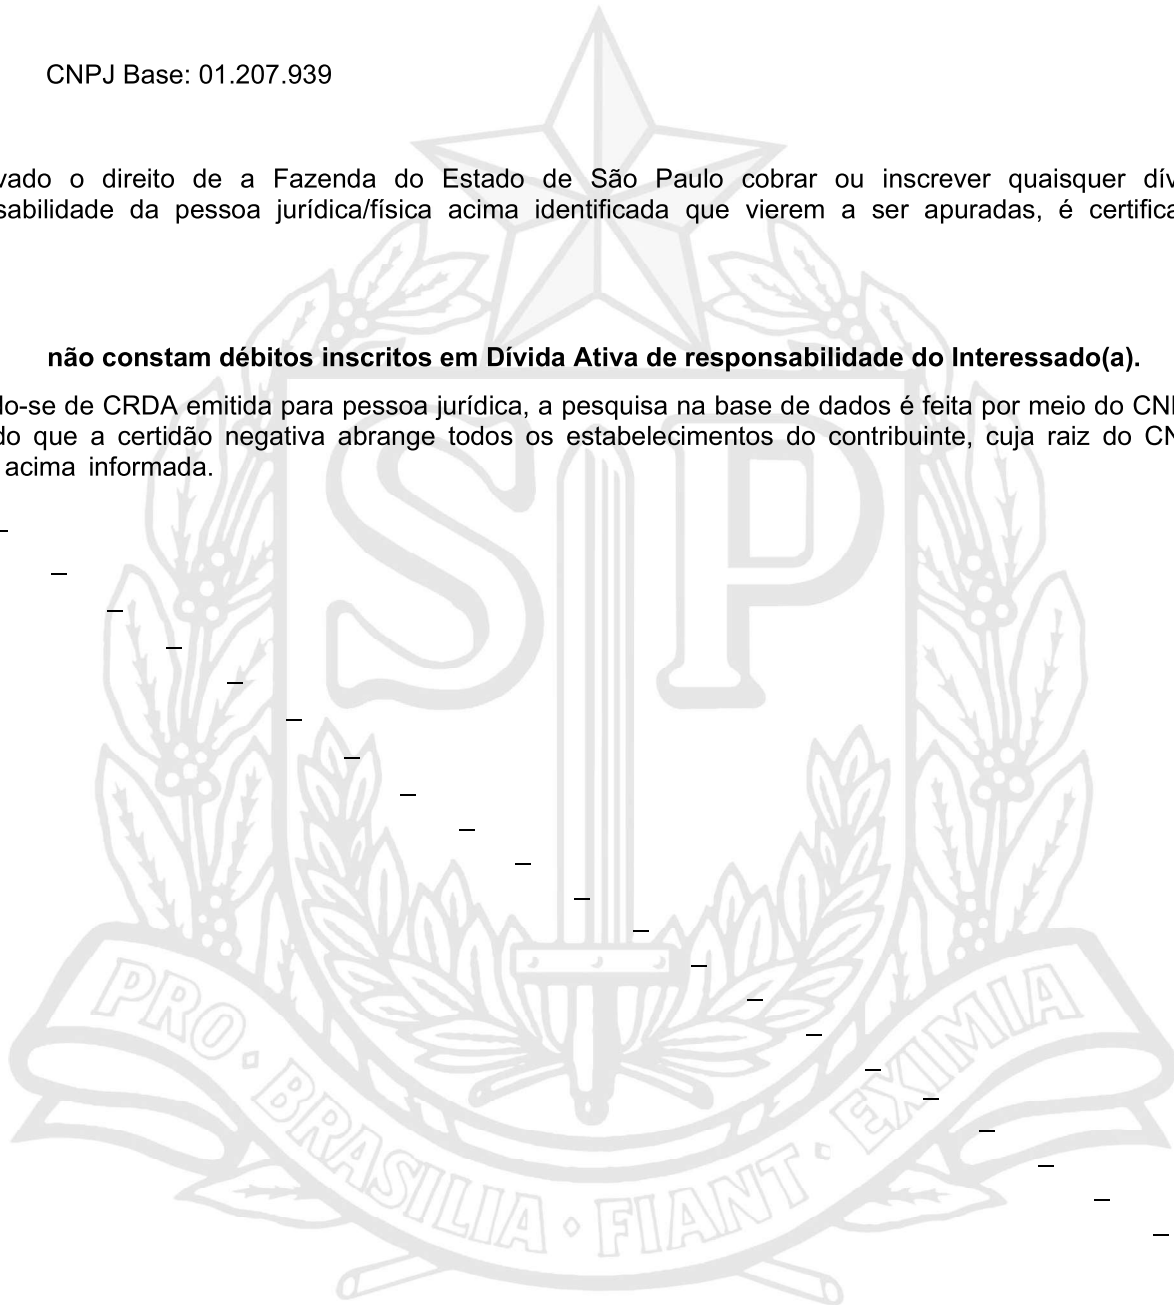 CNPJ Base: 01.207.939
vado o direito de a Fazenda do Estado de São Paulo cobrar ou inscrever quaisquer dív
sabilidade da pessoa jurídica/física acima identificada que vierem a ser apuradas, é certifica
não constam débitos inscritos em Dívida Ativa de responsabilidade do Interessado(a).
do-se de CRDA emitida para pessoa jurídica, a pesquisa na base de dados é feita por meio do CNP
do que a certidão negativa abrange todos os estabelecimentos do contribuinte, cuja raiz do CN
acima informada.
SP
PRO · BRASILIA · FIANT · EXIMIA